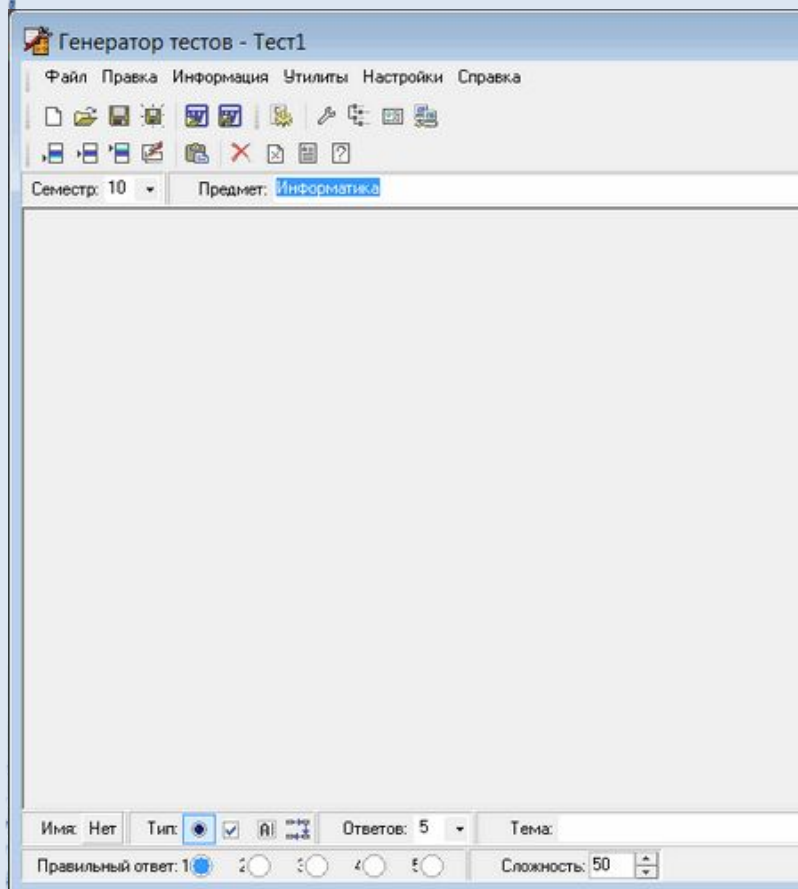 Генератор тестов - Тест1
Файл Правка Информация Утилиты Настройки Справка
Семестр: 10 Предмет: Информатика
Имя: Нет Тип: Ответов: 5 Тема:
Правильный ответ: 1 2 3 4 5 Сложность: 50